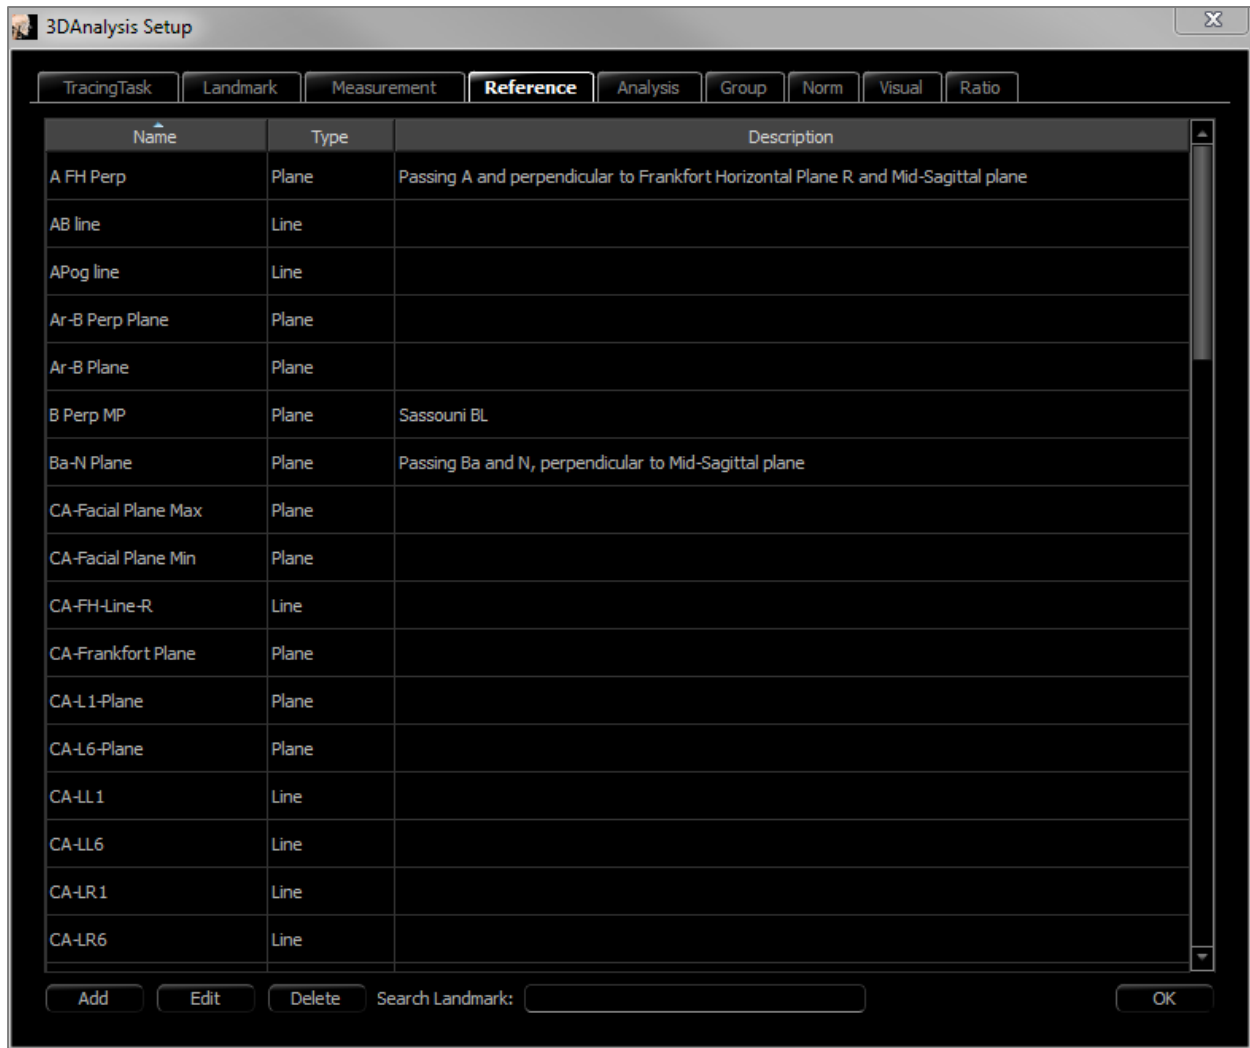 3DAnalysis Setup
TracingTask Landmark Measurement Reference Analysis Group Norm Visual Ratio
Name Type Description
A FH Perp Plane Passing A and perpendicular to Frankfort Horizontal Plane R and Mid-Sagittal plane
AB line Line
APog line Line
Ar-B Perp Plane Plane
Ar-B Plane Plane
B Perp MP Plane Sassouni BL
Ba-N Plane Plane Passing Ba and N, perpendicular to Mid-Sagittal plane
CA-Facial Plane Max Plane
CA-Facial Plane Min Plane
CA-FH-Line-R Line
CA-Frankfort Plane Plane
CA-L1-Plane Plane
CA-L6-Plane Plane
CA-LL1 Line
CA-LL6 Line
CA-LR1 Line
CA-LR6 Line
Add Edit Delete Search Landmark: OK